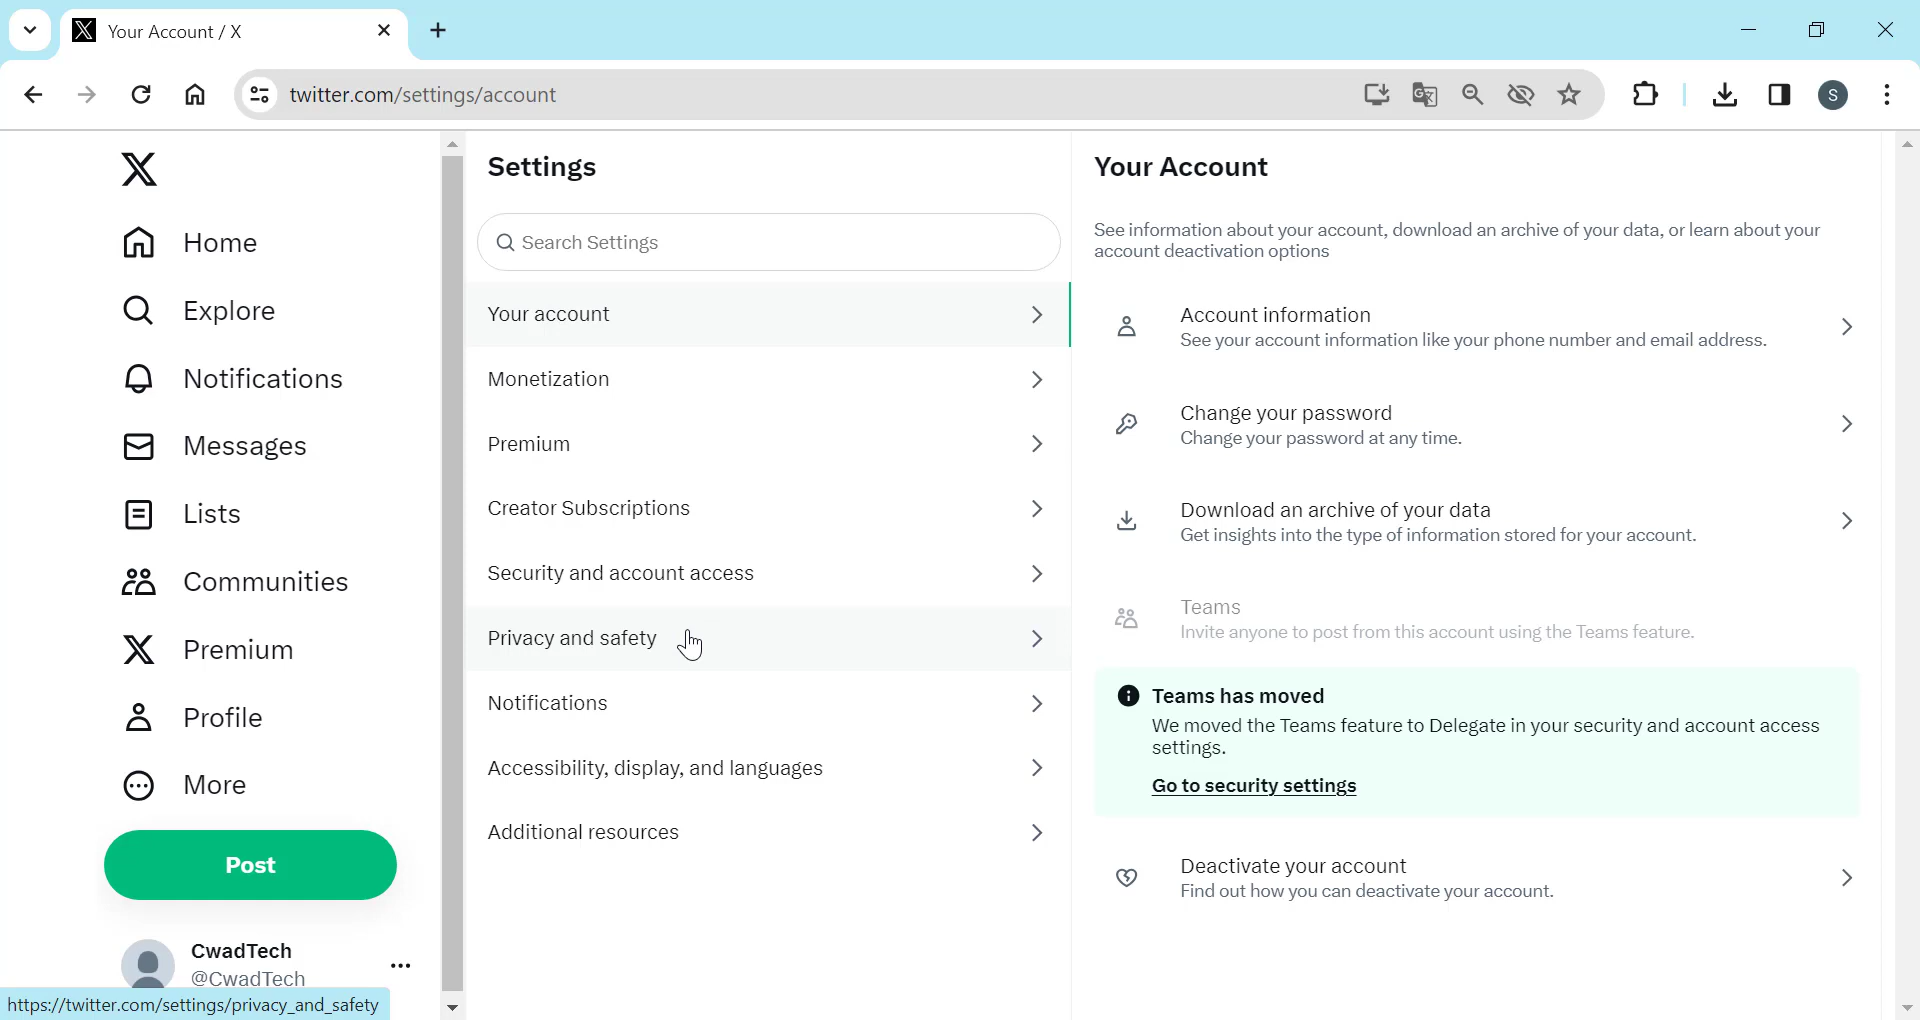 Your Account / X
twitter.com/settings/account
S
Home
Explore
Notifications
Messages
Lists
Communities
Premium
Profile
More
Post
CwadTech
@CwadTech
https://twitter.com/settings/privacy_and_safety
Settings
Search Settings
Your account
Monetization
Premium
Creator Subscriptions
Security and account access
Privacy and safety
Notifications
Accessibility, display, and languages
Additional resources
Your Account
See information about your account, download an archive of your data, or learn about your
account deactivation options
Account information
See your account information like your phone number and email address.
Change your password
Change your password at any time.
Download an archive of your data
Get insights into the type of information stored for your account.
Teams
Invite anyone to post from this account using the Teams feature.
Teams has moved
We moved the Teams feature to Delegate in your security and account access
settings.
Go to security settings
Deactivate your account
Find out how you can deactivate your account.